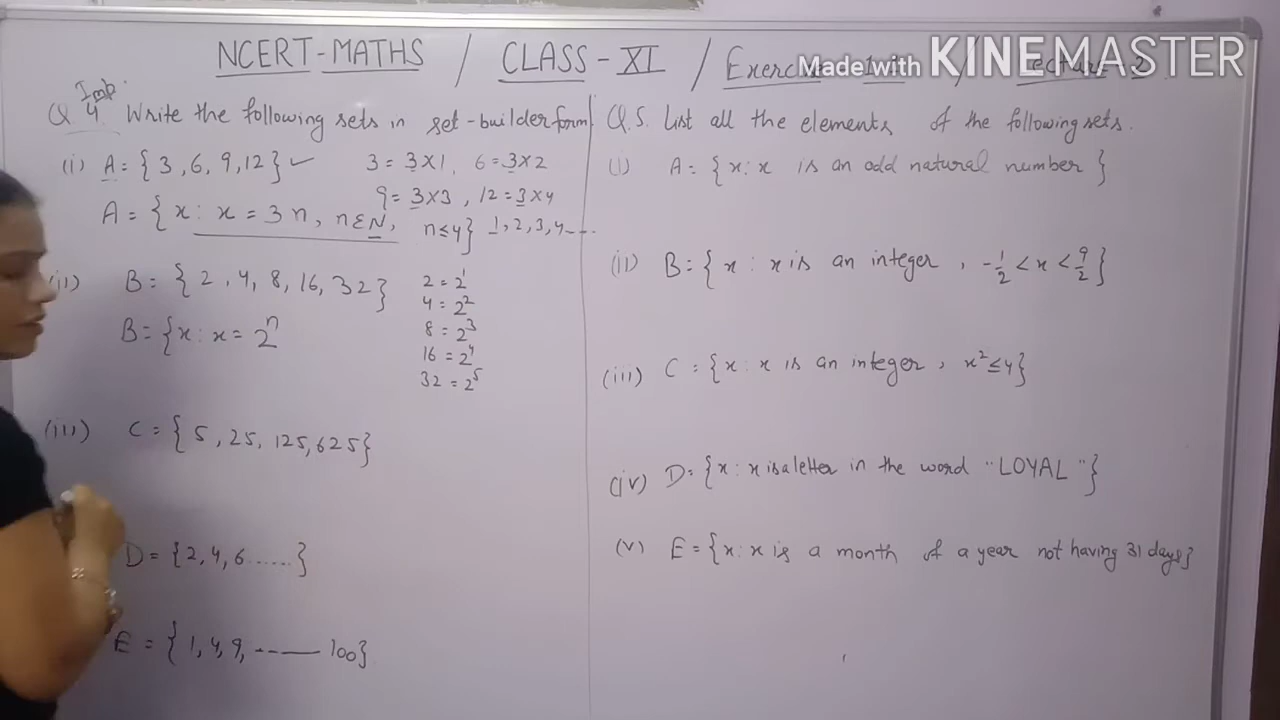 NCERT-MATHS / CLASS-XI / Exercise
Made with KINEMASTER
Imp.
Q 4 Write the following sets in set-builder form
(i) A = { 3, 6, 9, 12 } ✓ 3 = 3×1, 6 = 3×2
9 = 3×3, 12 = 3×4
A = { x : x = 3n, n ∈ N, n ≤ 4 } 1, 2, 3, 4 ....
(ii) B = { 2, 4, 8, 16, 32 }
2 = 2¹
4 = 2²
B = { x : x = 2ⁿ
8 = 2³
16 = 2⁴
32 = 2⁵
(iii) C = { 5, 25, 125, 625 }
D = { 2, 4, 6 ...... }
E = { 1, 4, 9, ------ 100 }
Q.5. List all the elements of the following sets.
(i) A = { x : x is an odd natural number }
(ii) B = { x : x is an integer, -1/2 < x < 9/2 }
(iii) C = { x : x is an integer, x² ≤ 4 }
(iv) D = { x : x is a letter in the word "LOYAL" }
(v) E = { x : x is a month of a year not having 31 days }